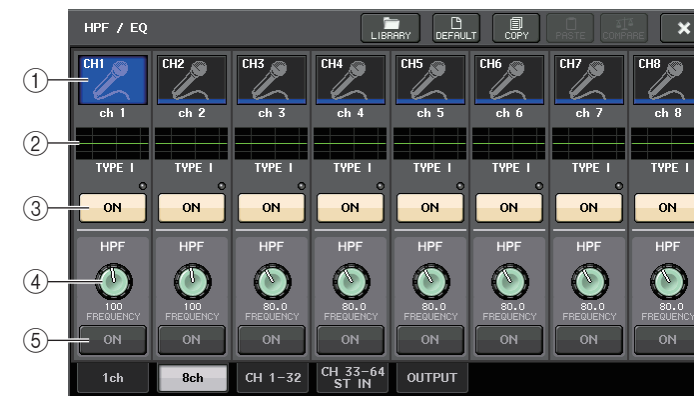 HPF / EQ LIBRARY DEFAULT COPY PASTE COMPARE
CH1 CH2 CH3 CH4 CH5 CH6 CH7 CH8
1
ch 1 ch 2 ch 3 ch 4 ch 5 ch 6 ch 7 ch 8
2
TYPE I TYPE I TYPE I TYPE I TYPE I TYPE I TYPE I TYPE I
3 ON ON ON ON ON ON ON ON
HPF HPF HPF HPF HPF HPF HPF HPF
4
100 100 80.0 80.0 80.0 80.0 80.0 80.0
FREQUENCY FREQUENCY FREQUENCY FREQUENCY FREQUENCY FREQUENCY FREQUENCY FREQUENCY
5 ON ON ON ON ON ON ON ON
1ch 8ch CH 1-32 CH 33-64 OUTPUT
ST IN